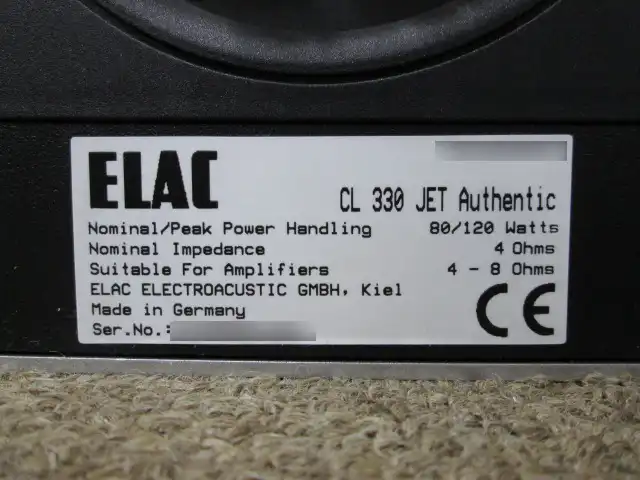 ELAC
CL 330 JET Authentic
Nominal/Peak Power Handling 80/120 Watts
Nominal Impedance 4 Ohms
Suitable For Amplifiers 4 - 8 Ohms
ELAC ELECTROACUSTIC GMBH, Kiel
Made in Germany
Ser.No.:
CE